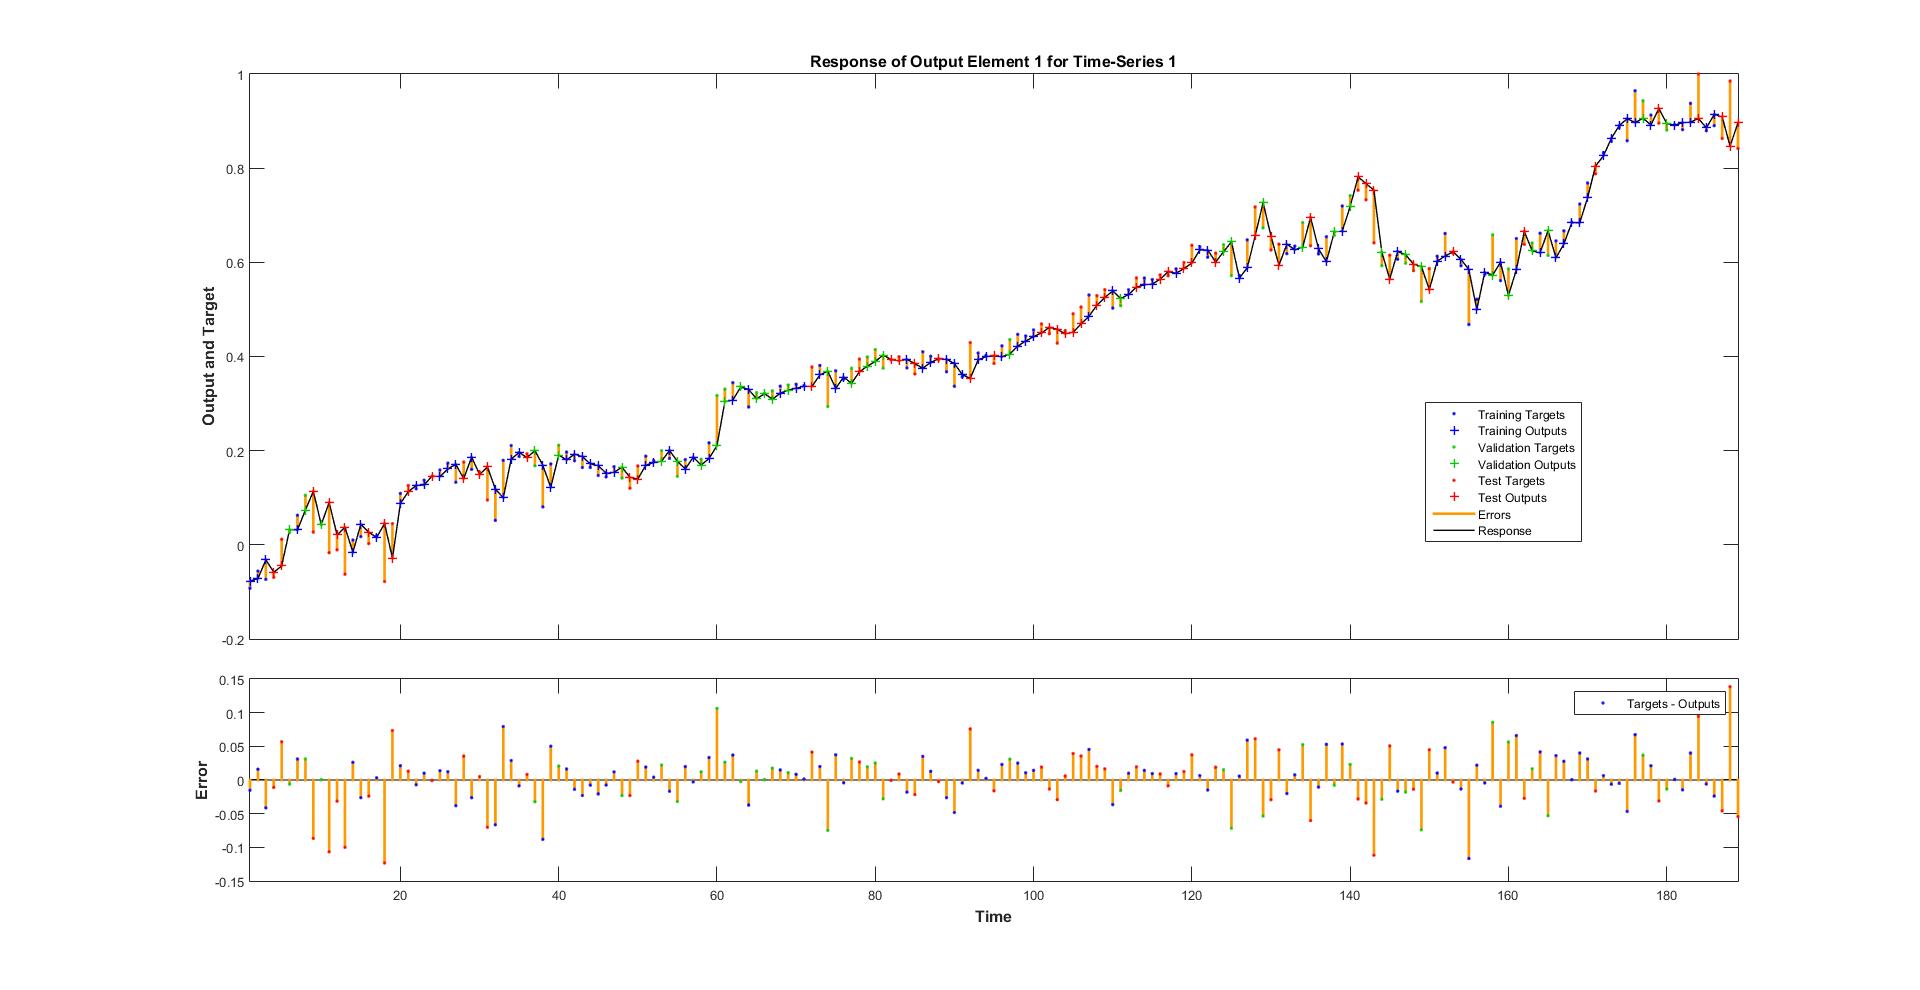 Response of Output Element 1 for Time-Series 1
Output and Target
1
0.8
0.6
0.4
0.2
0
-0.2
Training Targets
Training Outputs
Validation Targets
Validation Outputs
Test Targets
Test Outputs
Errors
Response
Error
0.15
0.1
0.05
0
-0.05
-0.1
-0.15
Targets - Outputs
20 40 60 80 100 120 140 160 180
Time